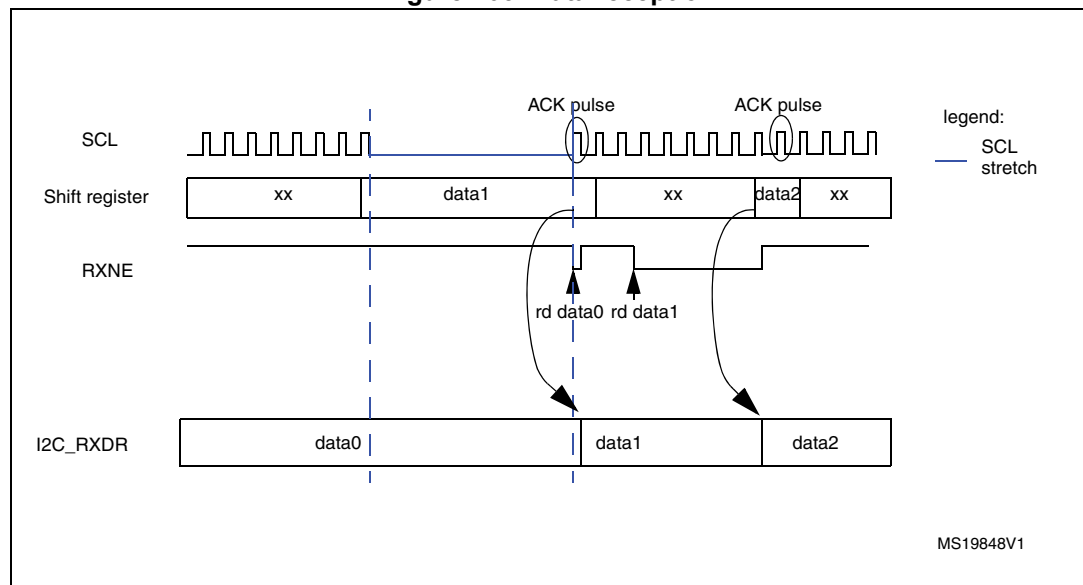 ACK pulse
ACK pulse
legend:
SCL
SCL
stretch
Shift register
xx
data1
xx
data2
xx
RXNE
rd data0
rd data1
I2C_RXDR
data0
data1
data2
MS19848V1